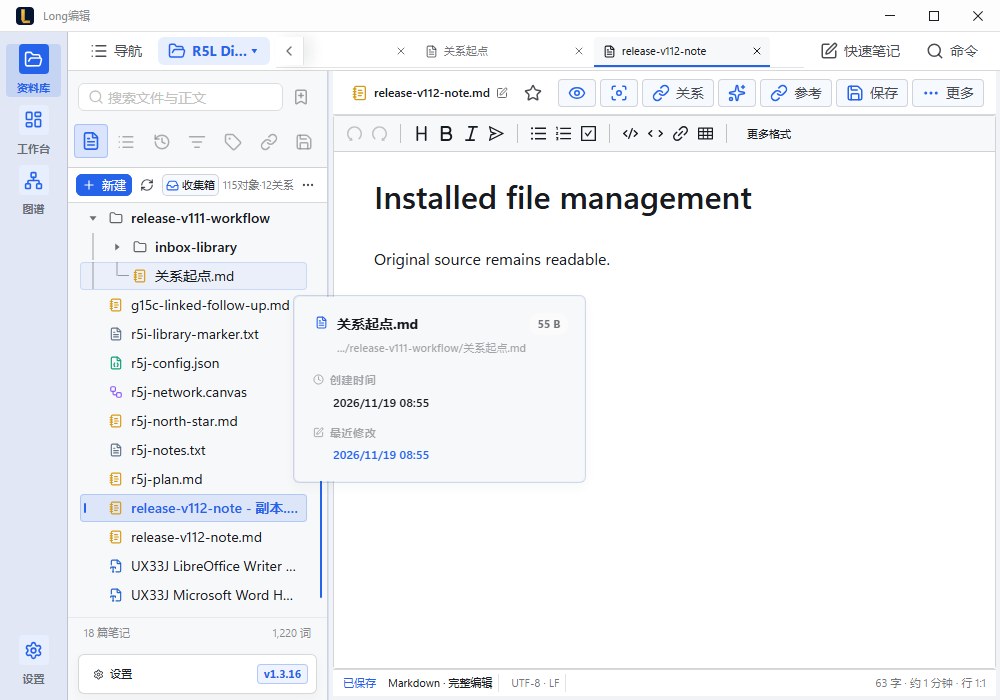 Long编辑
导航
R5L Di...
关系起点
release-v112-note
快速笔记
命令
资料库
工作台
图谱
设置
搜索文件与正文
release-v112-note.md
关系
参考
保存
更多
H B I
更多格式
新建
收集箱
115对象·12关系
release-v111-workflow
inbox-library
关系起点.md
g15c-linked-follow-up.md
r5i-library-marker.txt
r5j-config.json
r5j-network.canvas
r5j-north-star.md
r5j-notes.txt
r5j-plan.md
release-v112-note - 副本....
release-v112-note.md
UX33J LibreOffice Writer ...
UX33J Microsoft Word H...
18 篇笔记
1,220 词
设置
v1.3.16
Installed file management
Original source remains readable.
关系起点.md
55 B
.../release-v111-workflow/关系起点.md
创建时间
2026/11/19 08:55
最近修改
2026/11/19 08:55
已保存
Markdown · 完整编辑
UTF-8 · LF
63 字 · 约 1 分钟 · 行 1:1